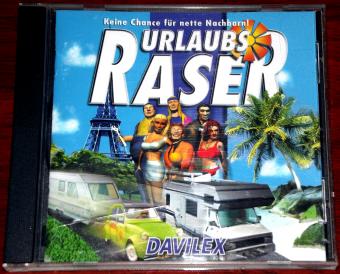 Keine Chance für nette Nachbarn!
URLAUBS
RASER
DAVILEX